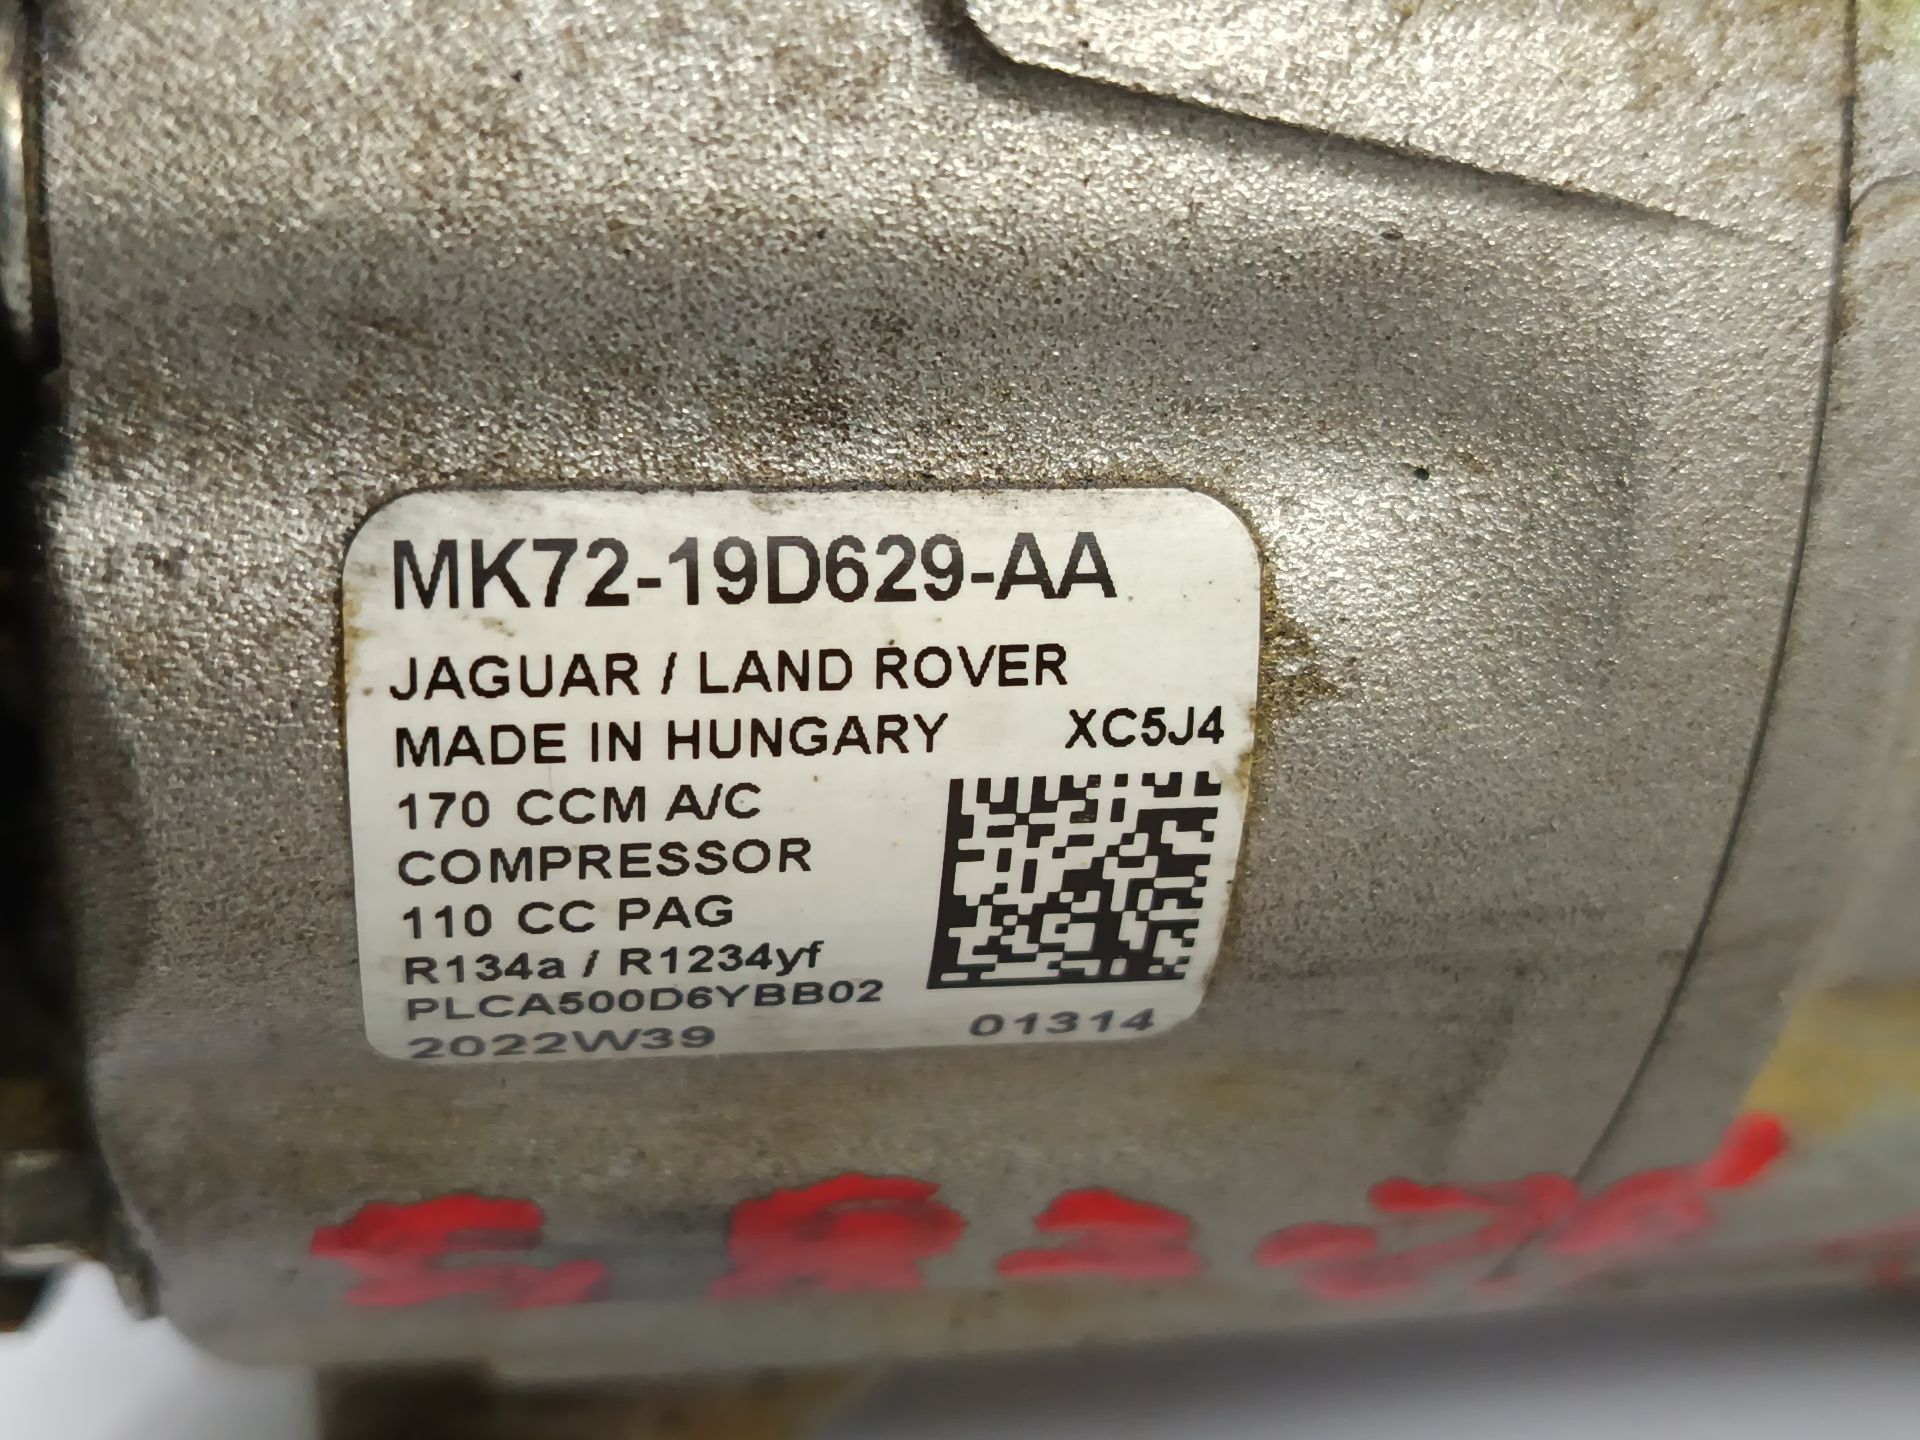 MK72-19D629-AA
JAGUAR / LAND ROVER
MADE IN HUNGARY XC5J4
170 CCM A/C
COMPRESSOR
110 CC PAG
R134a / R1234yf
PLCA500D6YBB02
2022W39 01314